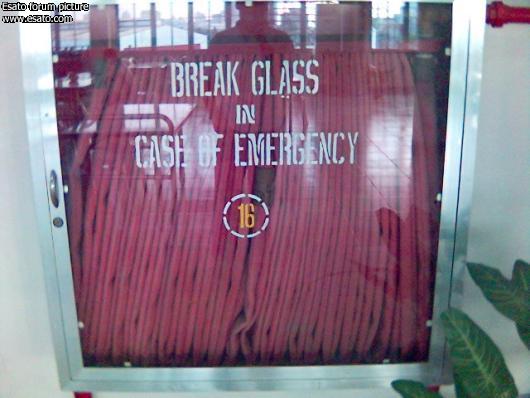 Esato forum picture
www.esato.com
BREAK GLASS
IN
CASE OF EMERGENCY
16